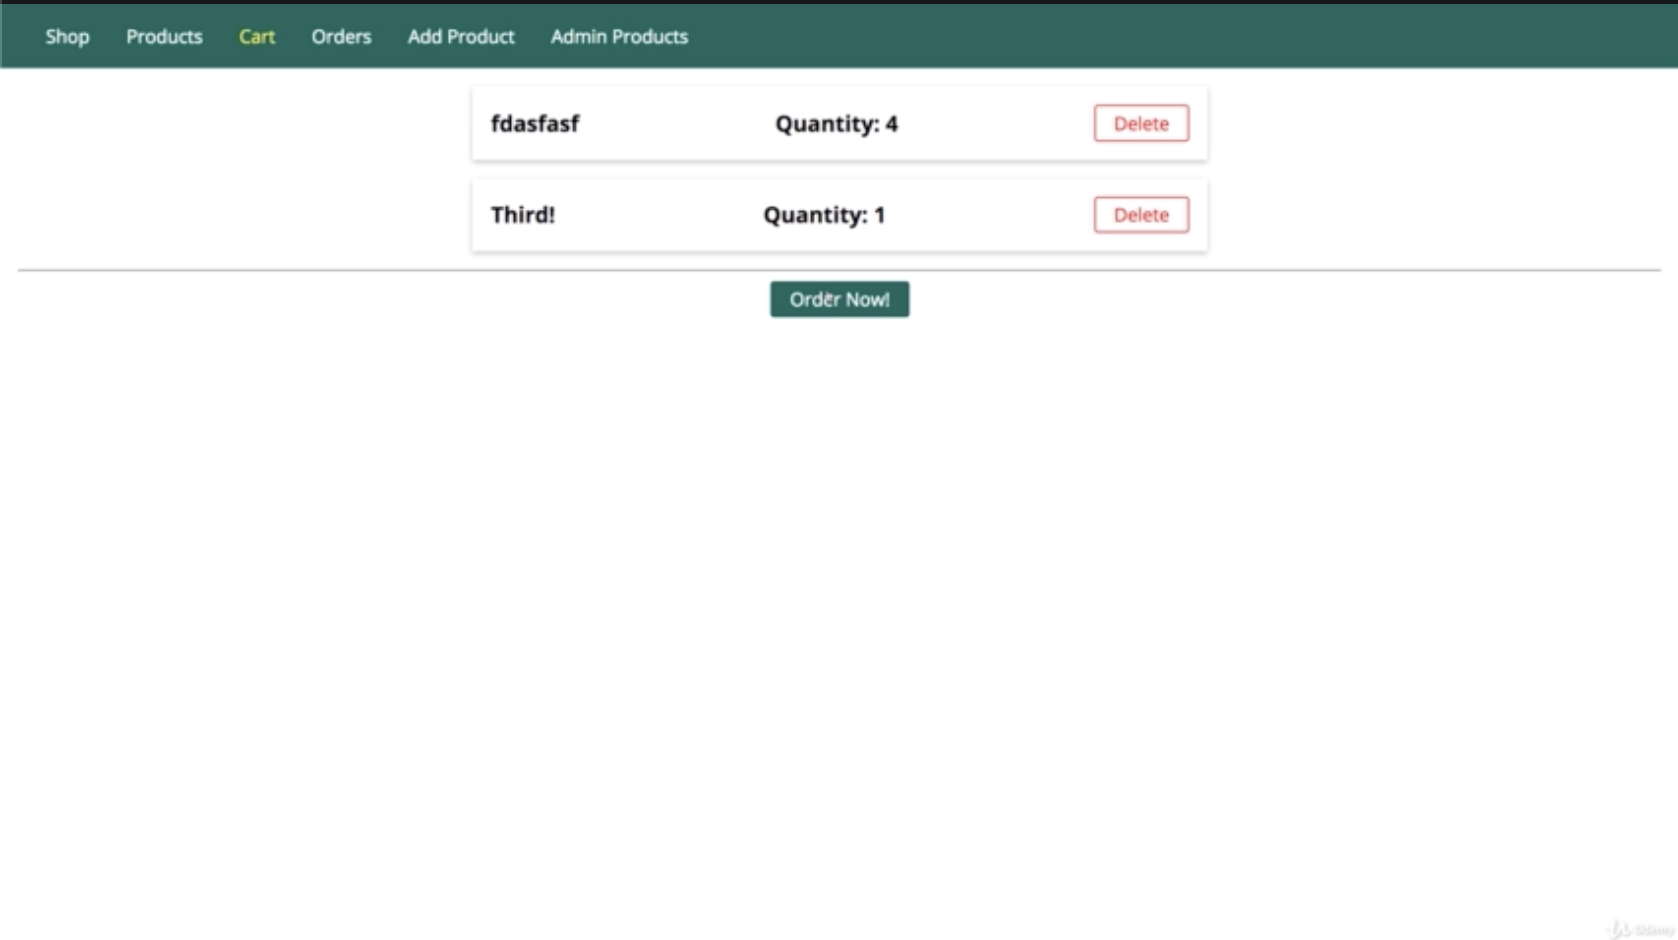 Shop Products Cart Orders Add Product Admin Products
fdasfasf Quantity: 4 Delete
Third! Quantity: 1 Delete
Order Now!
Udemy